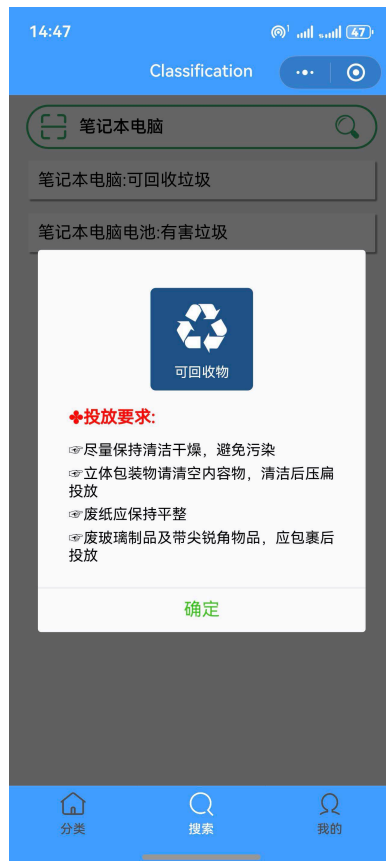 14:47
47
Classification
笔记本电脑
笔记本电脑:可回收垃圾
笔记本电脑电池:有害垃圾
可回收物
✤投放要求:
☞尽量保持清洁干燥，避免污染
☞立体包装物请清空内容物，清洁后压扁
投放
☞废纸应保持平整
☞废玻璃制品及带尖锐角物品，应包裹后
投放
确定
分类
搜索
我的